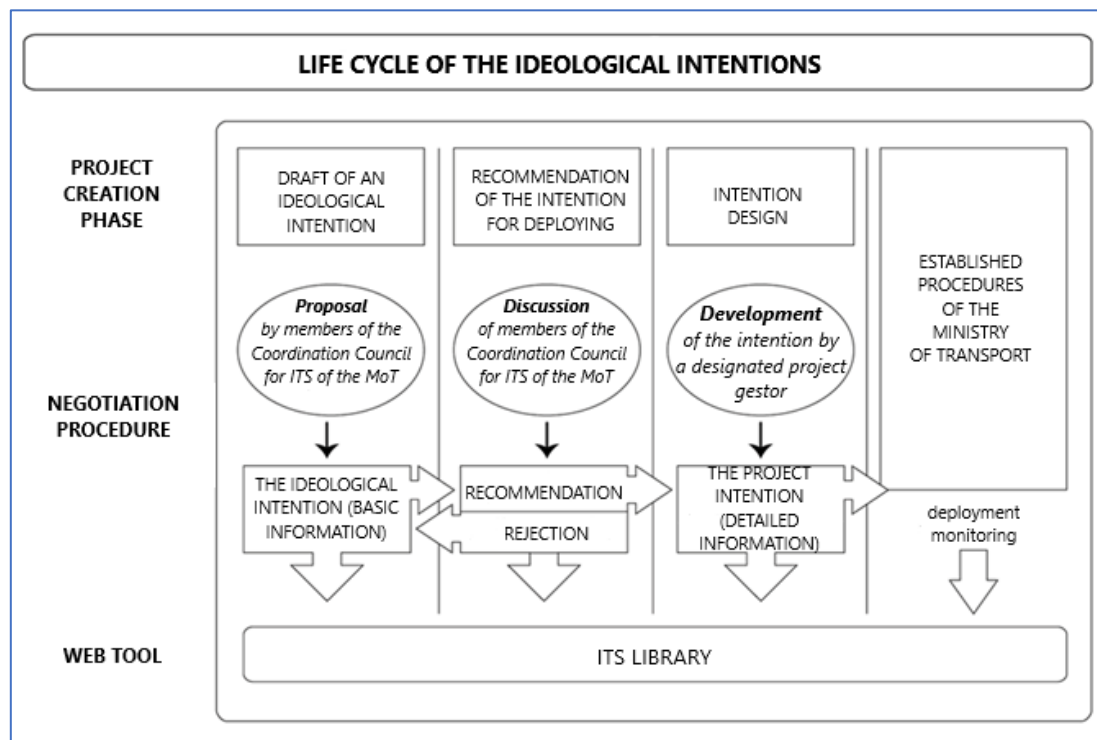 LIFE CYCLE OF THE IDEOLOGICAL INTENTIONS
PROJECT
CREATION
PHASE
DRAFT OF AN
IDEOLOGICAL
INTENTION
RECOMMENDATION
OF THE INTENTION
FOR DEPLOYING
INTENTION
DESIGN
ESTABLISHED
PROCEDURES
OF THE
MINISTRY
OF TRANSPORT
NEGOTIATION
PROCEDURE
Proposal
by members of the
Coordination Council
for ITS of the MoT
Discussion
of members of the
Coordination Council
for ITS of the MoT
Development
of the intention by
a designated project
gestor
THE IDEOLOGICAL
INTENTION (BASIC
INFORMATION)
RECOMMENDATION
REJECTION
THE PROJECT
INTENTION
(DETAILED
INFORMATION)
deployment
monitoring
WEB TOOL
ITS LIBRARY